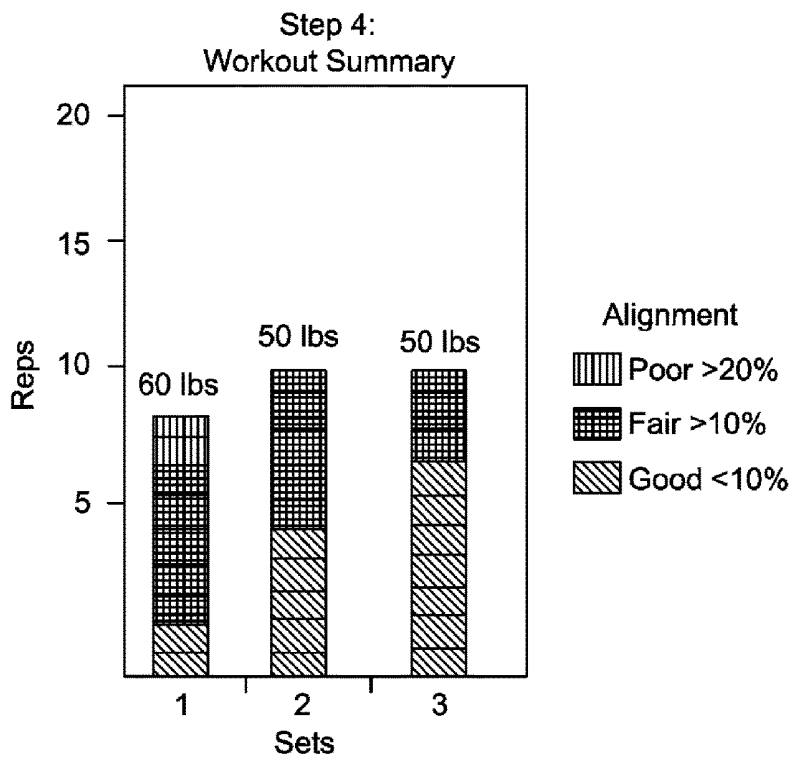 Step 4:
Workout Summary
20
15
10
5
Reps
60 lbs
50 lbs
50 lbs
1
2
3
Sets
Alignment
Poor >20%
Fair >10%
Good <10%